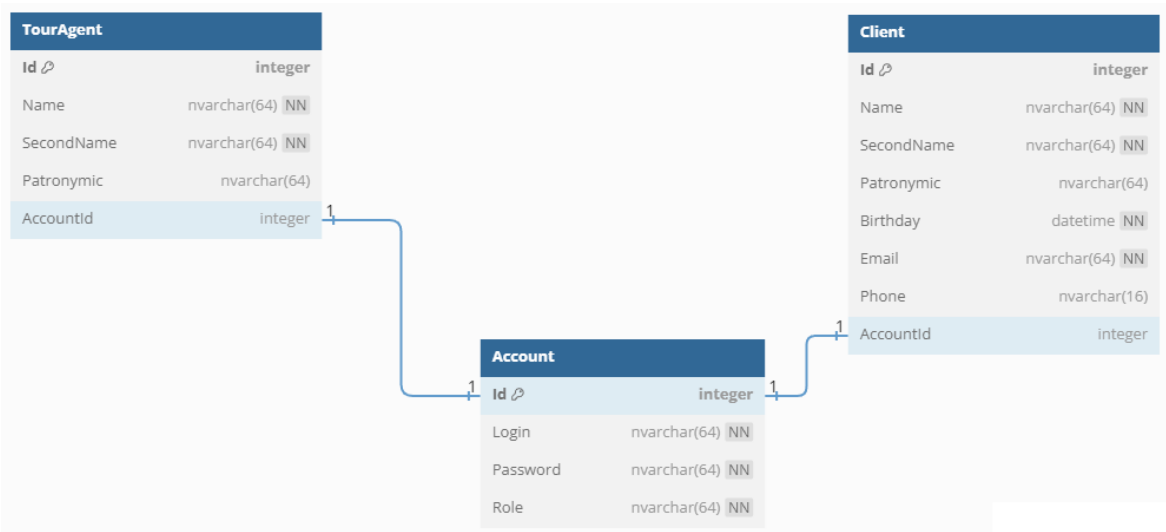 TourAgent
Id integer
Name nvarchar(64) NN
SecondName nvarchar(64) NN
Patronymic nvarchar(64)
AccountId integer
1
Client
Id integer
Name nvarchar(64) NN
SecondName nvarchar(64) NN
Patronymic nvarchar(64)
Birthday datetime NN
Email nvarchar(64) NN
Phone nvarchar(16)
1 AccountId integer
Account
1 Id integer 1
Login nvarchar(64) NN
Password nvarchar(64) NN
Role nvarchar(64) NN